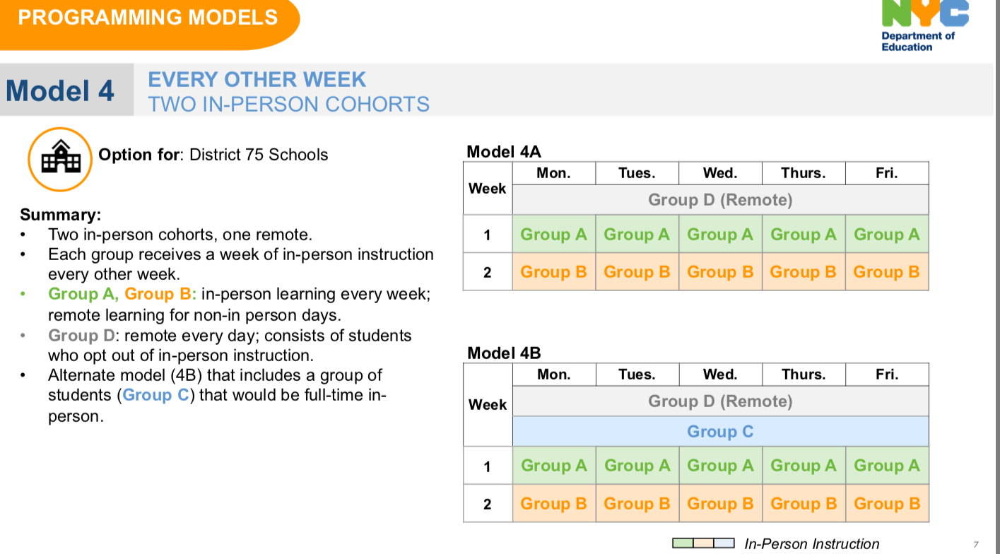 PROGRAMMING MODELS
NYC
Department of
Education
Model 4
EVERY OTHER WEEK
TWO IN-PERSON COHORTS
Option for: District 75 Schools
Summary:
• Two in-person cohorts, one remote.
• Each group receives a week of in-person instruction
every other week.
• Group A, Group B: in-person learning every week;
remote learning for non-in person days.
• Group D: remote every day; consists of students
who opt out of in-person instruction.
• Alternate model (4B) that includes a group of
students (Group C) that would be full-time in-
person.
Model 4A
Week Mon. Tues. Wed. Thurs. Fri.
Group D (Remote)
1 Group A Group A Group A Group A Group A
2 Group B Group B Group B Group B Group B
Model 4B
Mon. Tues. Wed. Thurs. Fri.
Week Group D (Remote)
Group C
1 Group A Group A Group A Group A Group A
2 Group B Group B Group B Group B Group B
In-Person Instruction
7